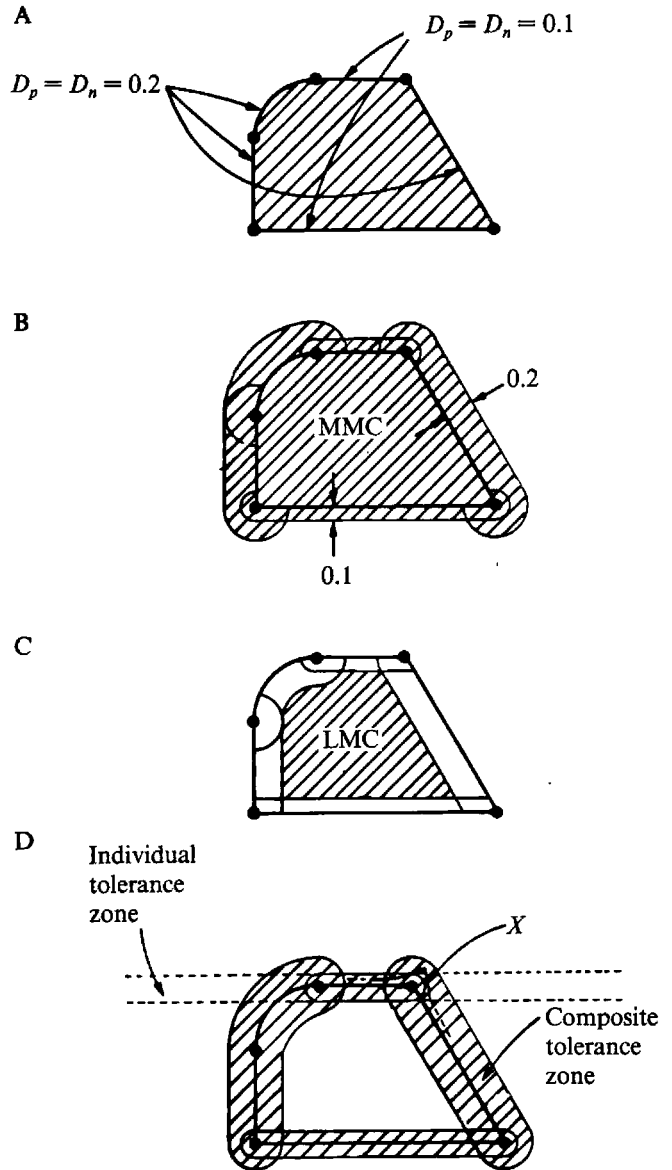 A
D_p = D_n = 0.1
D_p = D_n = 0.2
B
0.2
MMC
0.1
C
LMC
D
Individual
tolerance
zone
X
Composite
tolerance
zone